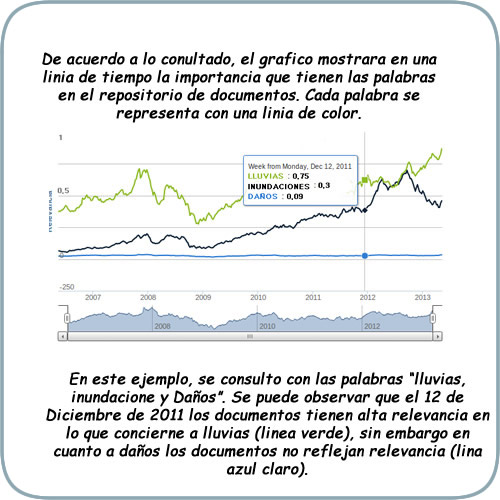 De acuerdo a lo conultado, el grafico mostrara en una
linia de tiempo la importancia que tienen las palabras
en el repositorio de documentos. Cada palabra se
representa con una linia de color.
1
Week from Monday, Dec 12, 2011
LLUVIAS : 0,75
INUNDACIONES : 0,3
DAÑOS : 0,09
0,5
Relevancia
0
-250
2007 2008 2009 2010 2011 2012 2013
2008 2010 2012
En este ejemplo, se consulto con las palabras "lluvias,
inundacione y Daños". Se puede observar que el 12 de
Diciembre de 2011 los documentos tienen alta relevancia en
lo que concierne a lluvias (linea verde), sin embargo en
cuanto a daños los documentos no reflejan relevancia (lina
azul claro).